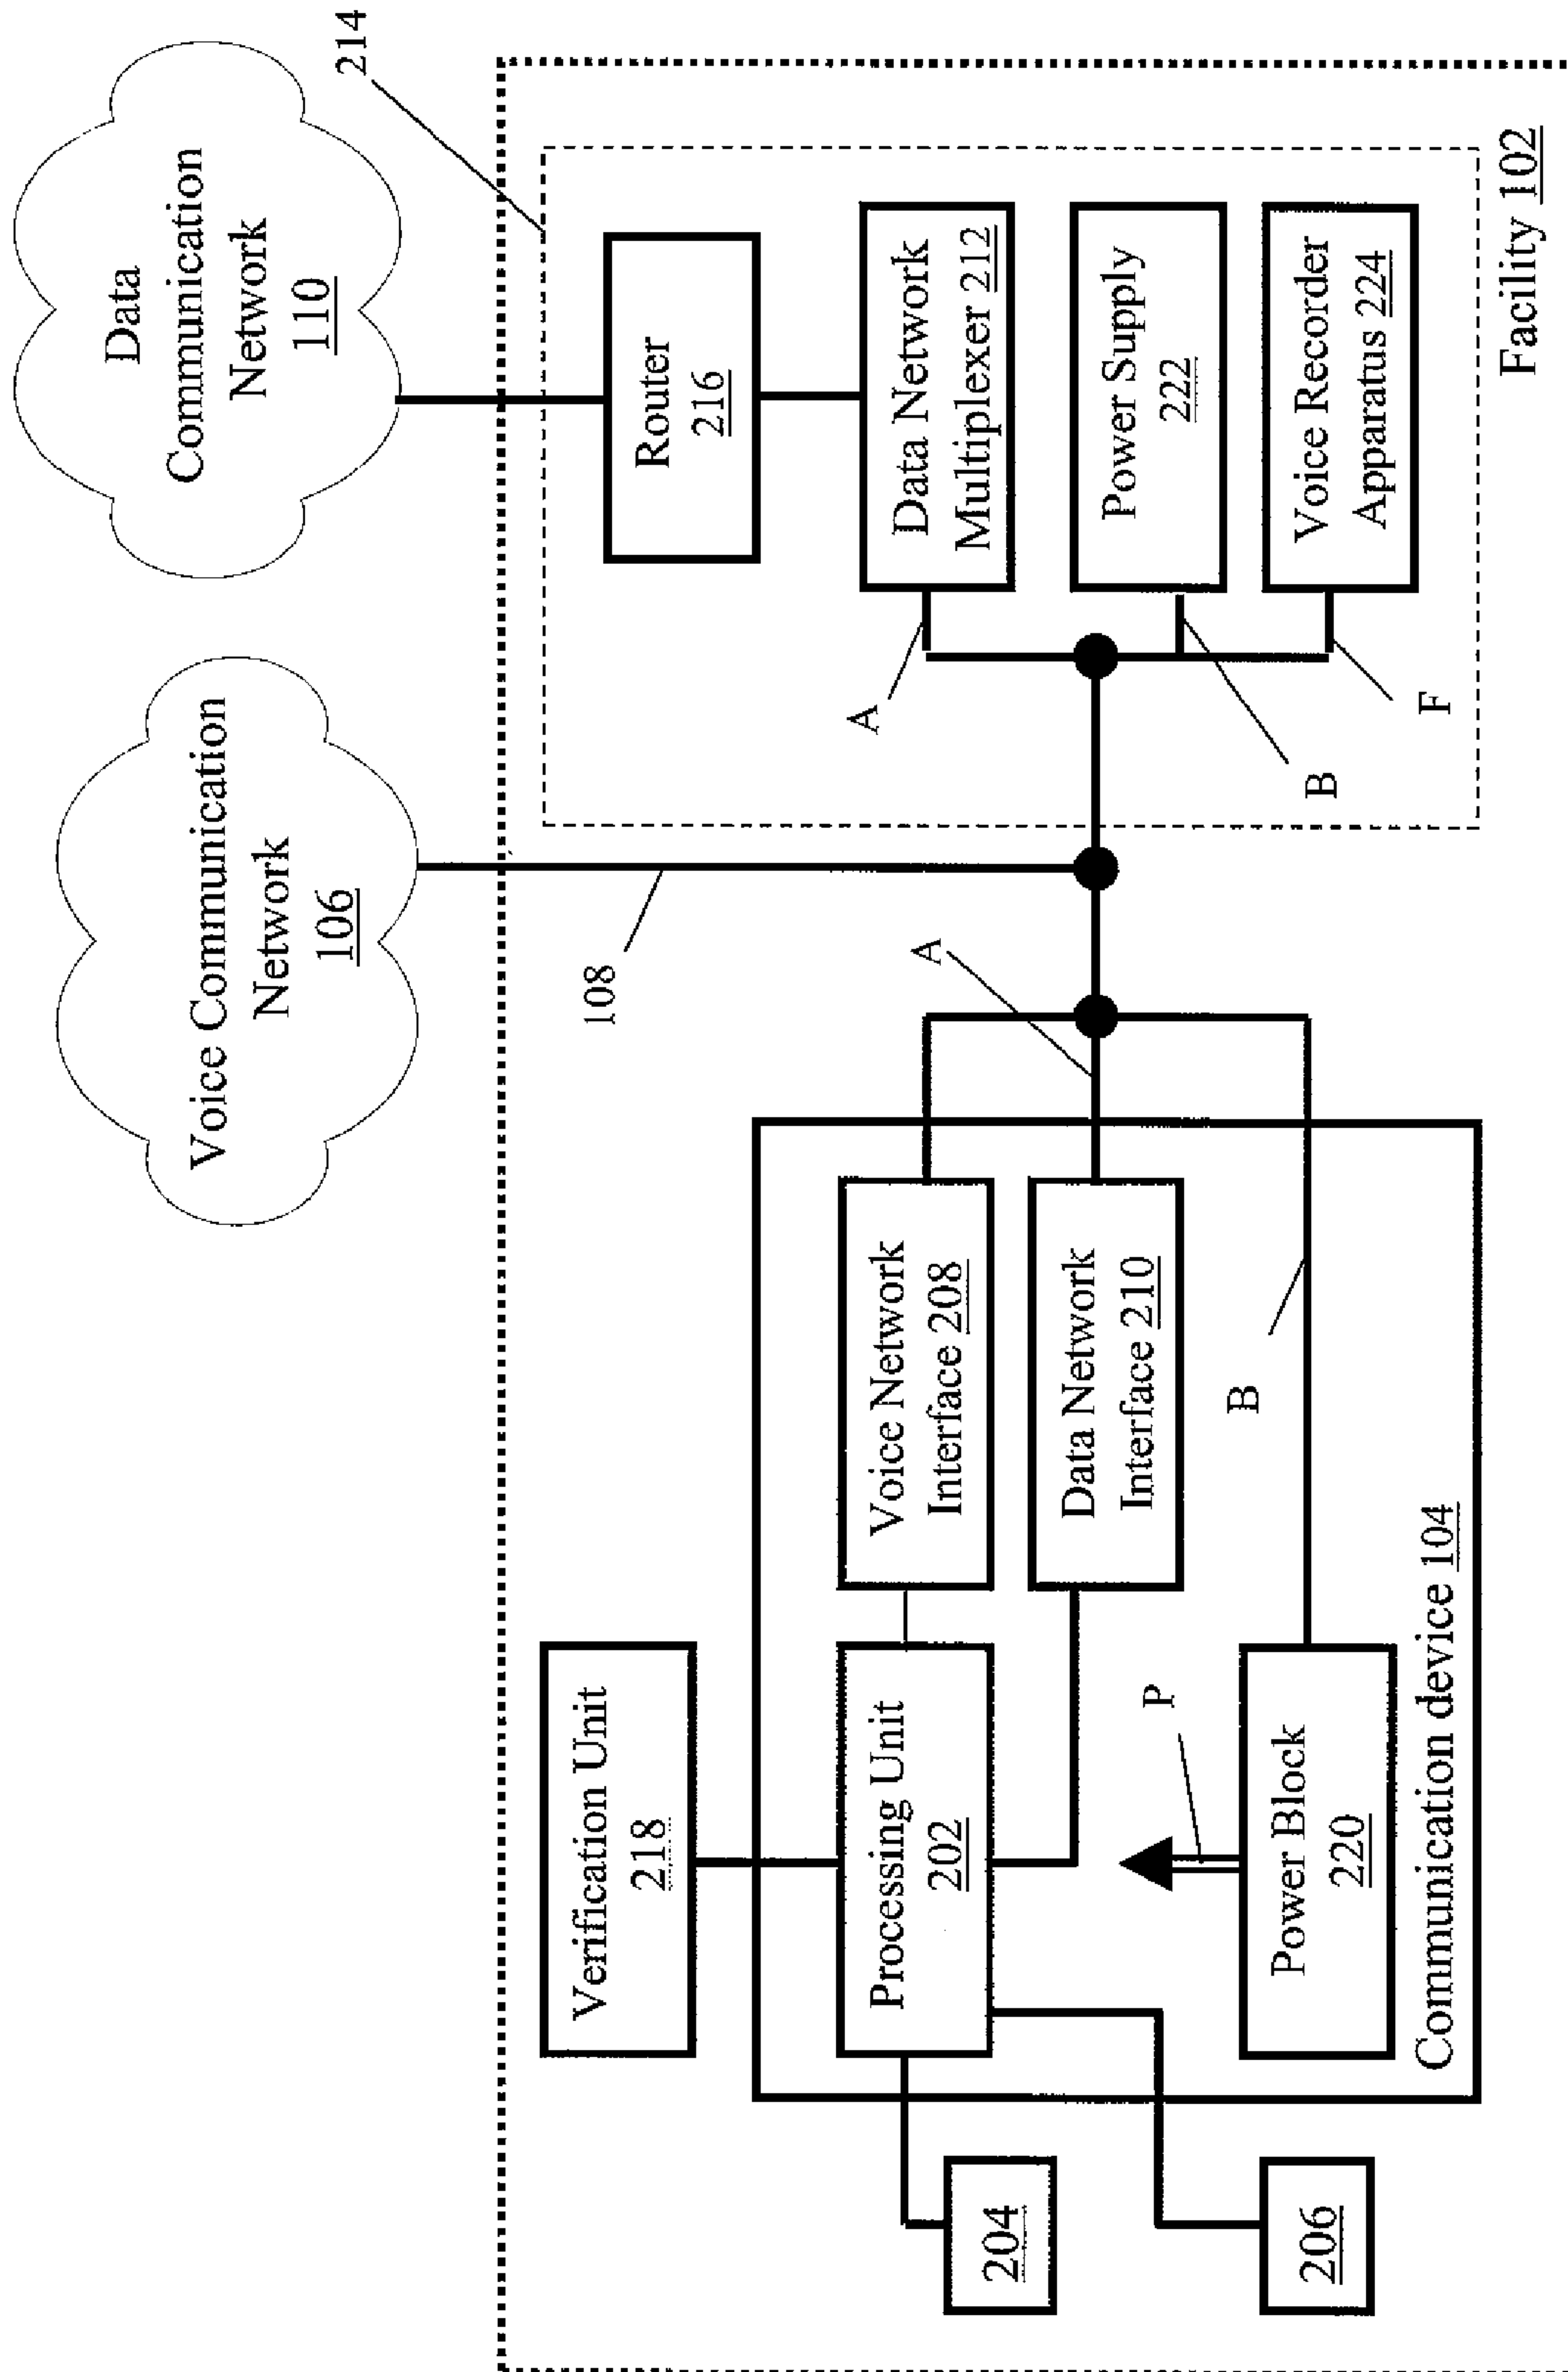 Voice Communication
Network
106
Data
Communication
Network
110
214
108
Verification Unit
218
Router
216
204
Processing Unit
202
Voice Network
Interface 208
A
A
Data Network
Multiplexer 212
Data Network
Interface 210
Power Supply
222
P
B
B
206
Power Block
220
F
Voice Recorder
Apparatus 224
Communication device 104
Facility 102